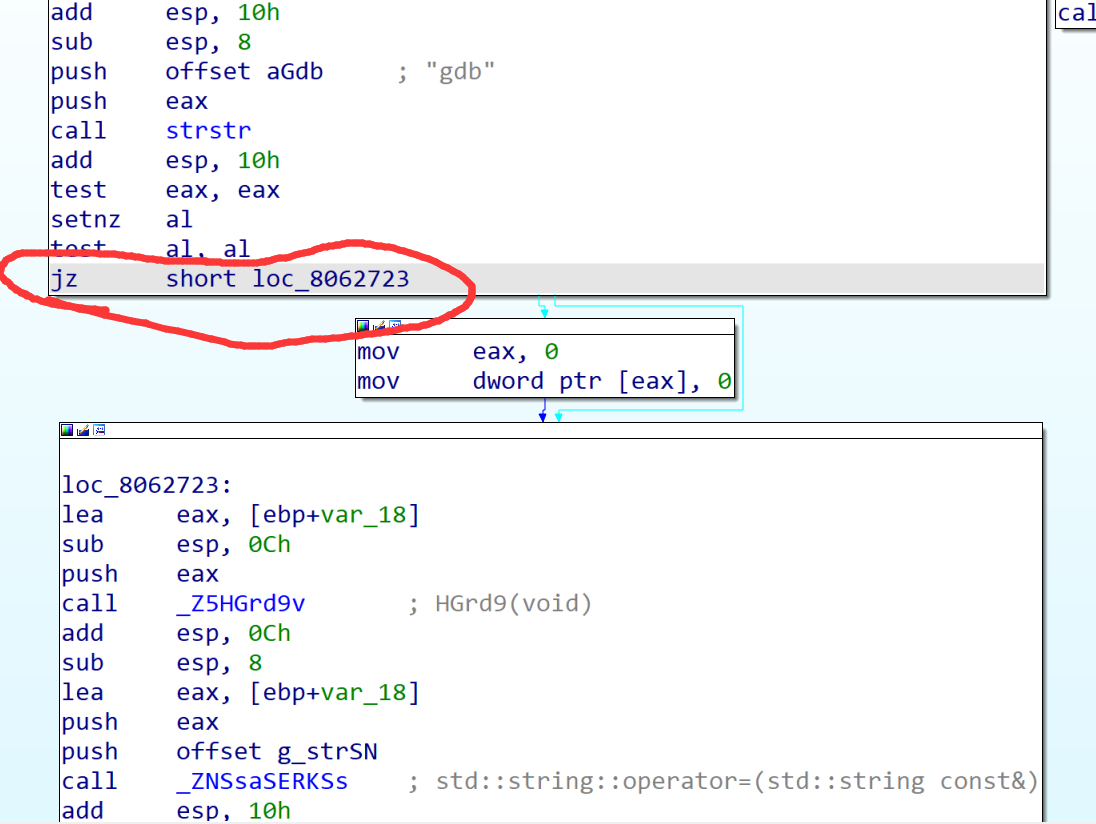 add esp, 10h
cal
sub esp, 8
push offset aGdb ; "gdb"
push eax
call strstr
add esp, 10h
test eax, eax
setnz al
test al, al
jz short loc_8062723
mov eax, 0
mov dword ptr [eax], 0
loc_8062723:
lea eax, [ebp+var_18]
sub esp, 0Ch
push eax
call _Z5HGrd9v ; HGrd9(void)
add esp, 0Ch
sub esp, 8
lea eax, [ebp+var_18]
push eax
push offset g_strSN
call _ZNSsaSERKSs ; std::string::operator=(std::string const&)
add esp, 10h